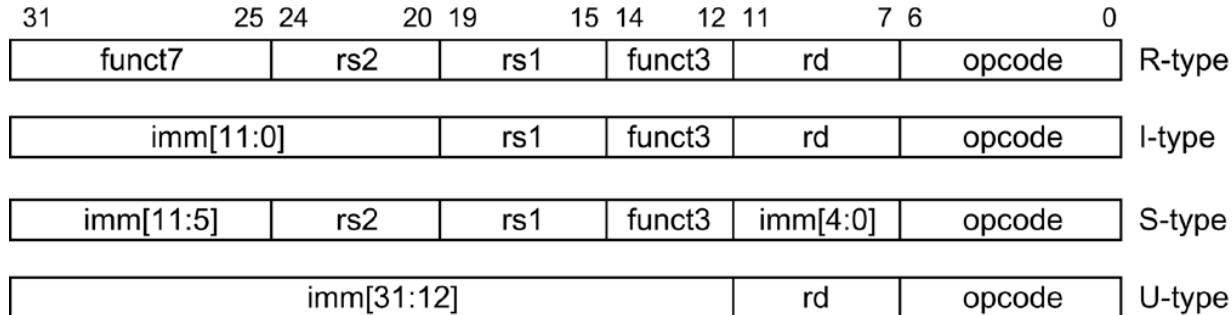 31 25 24 20 19 15 14 12 11 7 6 0
funct7 rs2 rs1 funct3 rd opcode R-type
imm[11:0] rs1 funct3 rd opcode I-type
imm[11:5] rs2 rs1 funct3 imm[4:0] opcode S-type
imm[31:12] rd opcode U-type